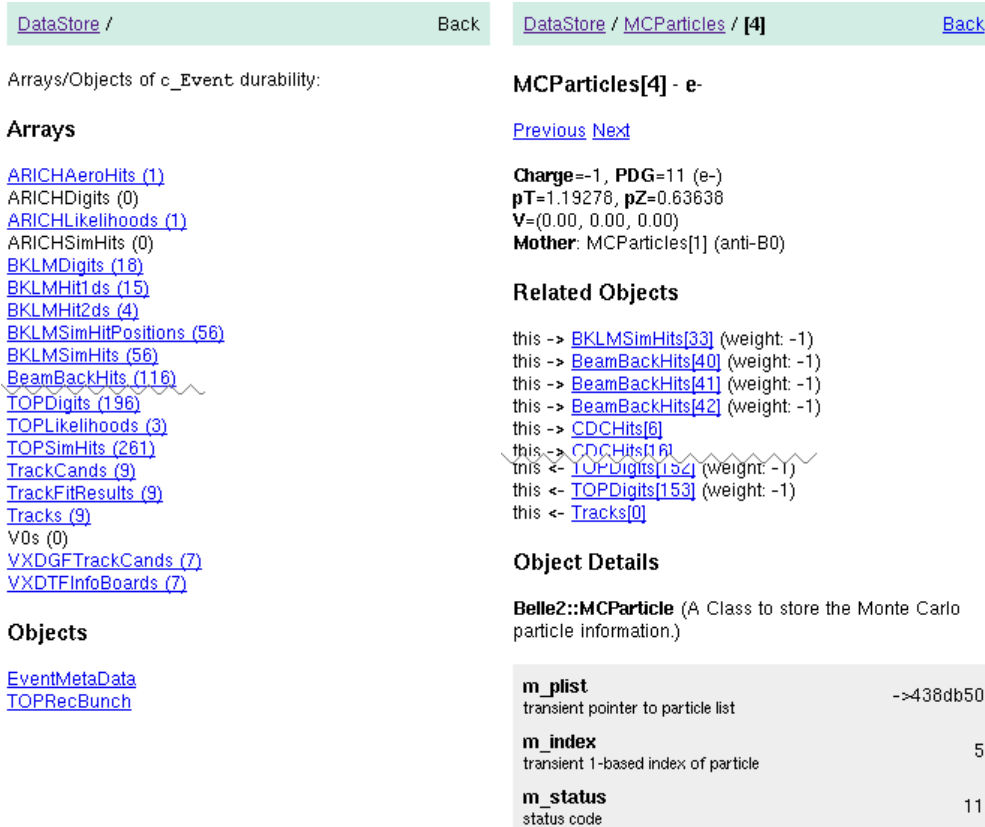 DataStore / Back
Arrays/Objects of c_Event durability:
Arrays
ARICHAeroHits (1)
ARICHDigits (0)
ARICHLikelihoods (1)
ARICHSimHits (0)
BKLMDigits (18)
BKLMHit1ds (15)
BKLMHit2ds (4)
BKLMSimHitPositions (56)
BKLMSimHits (56)
BeamBackHits (116)
TOPDigits (196)
TOPLikelihoods (3)
TOPSimHits (261)
TrackCands (9)
TrackFitResults (9)
Tracks (9)
V0s (0)
VXDGFTrackCands (7)
VXDTFInfoBoards (7)
Objects
EventMetaData
TOPRecBunch
DataStore / MCParticles / [4] Back
MCParticles[4] - e-
Previous Next
Charge=-1, PDG=11 (e-)
pT=1.19278, pZ=0.63638
V=(0.00, 0.00, 0.00)
Mother: MCParticles[1] (anti-B0)
Related Objects
this -> BKLMSimHits[33] (weight: -1)
this -> BeamBackHits[40] (weight: -1)
this -> BeamBackHits[41] (weight: -1)
this -> BeamBackHits[42] (weight: -1)
this -> CDCHits[6]
this -> CDCHits[16]
this <- TOPDigits[152] (weight: -1)
this <- TOPDigits[153] (weight: -1)
this <- Tracks[0]
Object Details
Belle2::MCParticle (A Class to store the Monte Carlo
particle information.)
m_plist ->438db50
transient pointer to particle list
m_index 5
transient 1-based index of particle
m_status 11
status code